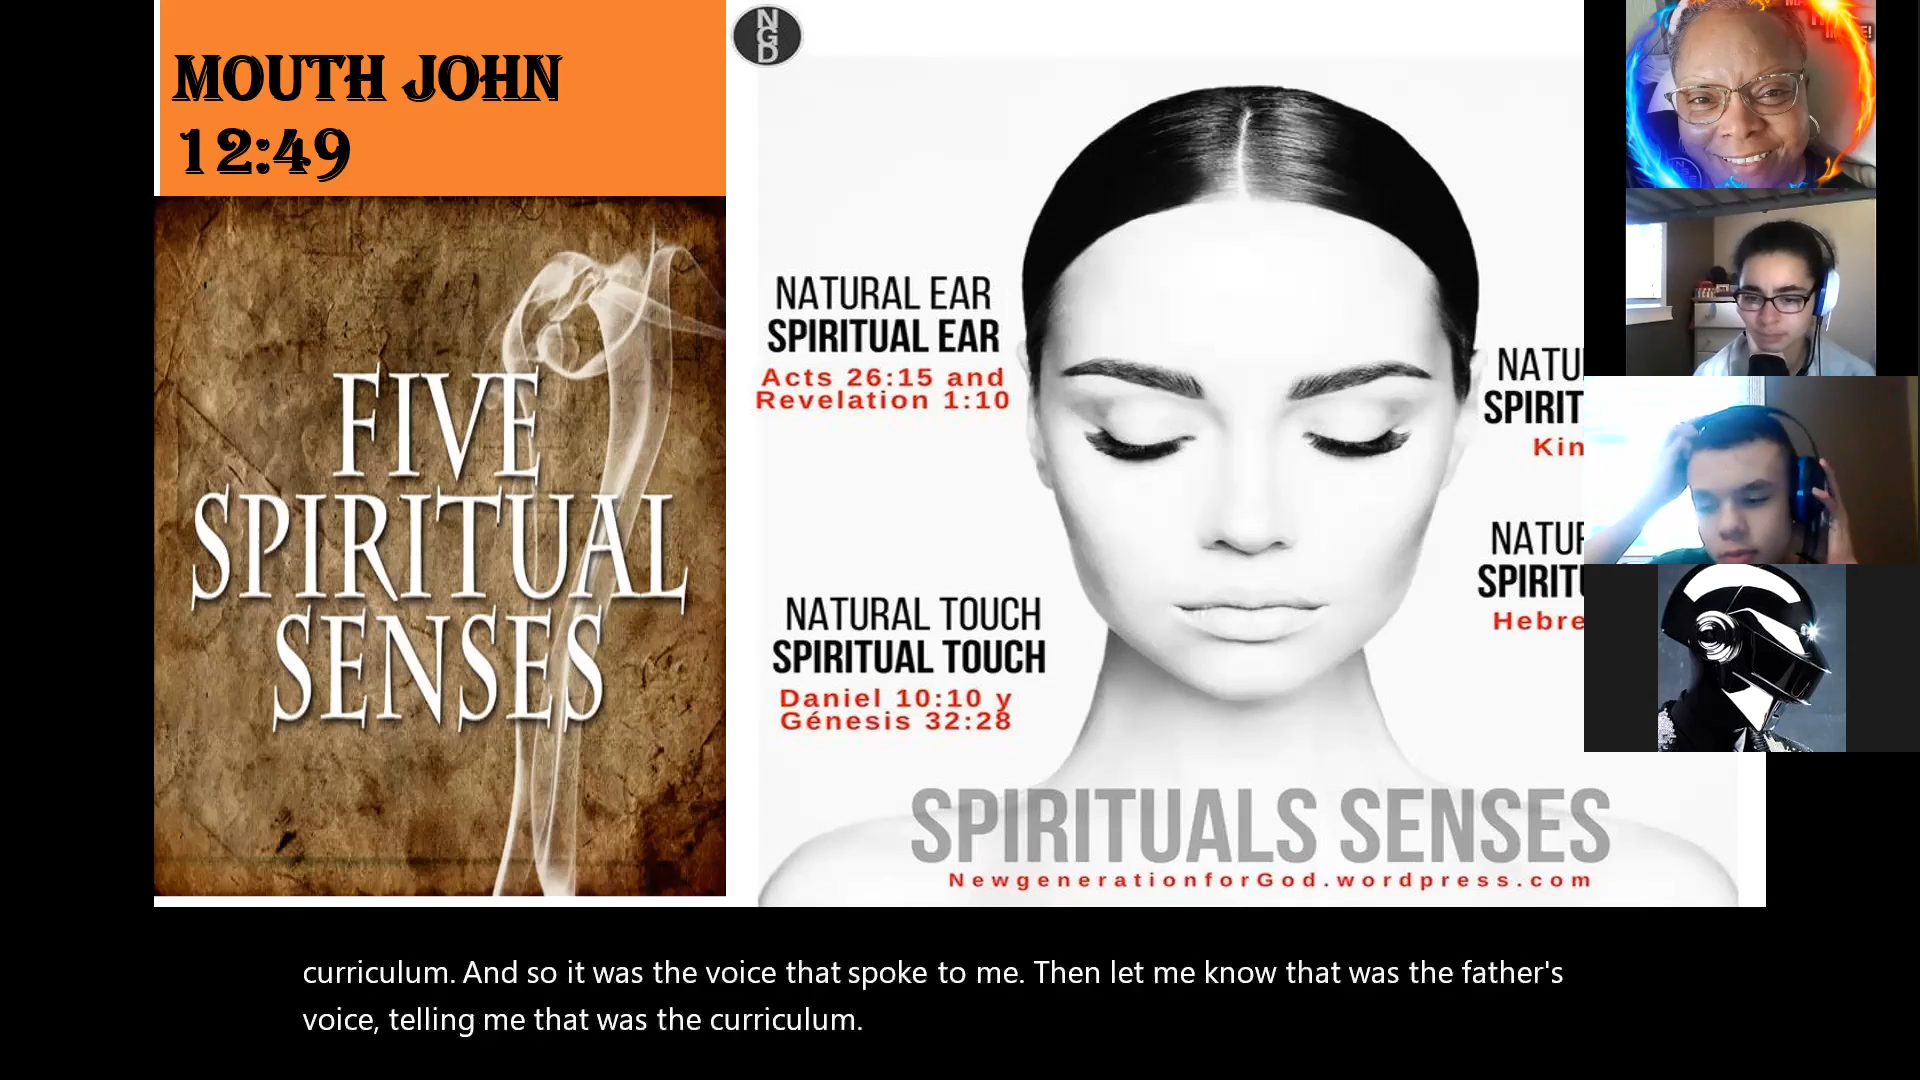 MOUTH JOHN
12:49
FIVE
SPIRITUAL
SENSES
NGD
NATURAL EAR
SPIRITUAL EAR
Acts 26:15 and
Revelation 1:10
NATURAL TOUCH
SPIRITUAL TOUCH
Daniel 10:10 y
Génesis 32:28
SPIRITUALS SENSES
NewgenerationforGod.wordpress.com
curriculum. And so it was the voice that spoke to me. Then let me know that was the father's
voice, telling me that was the curriculum.